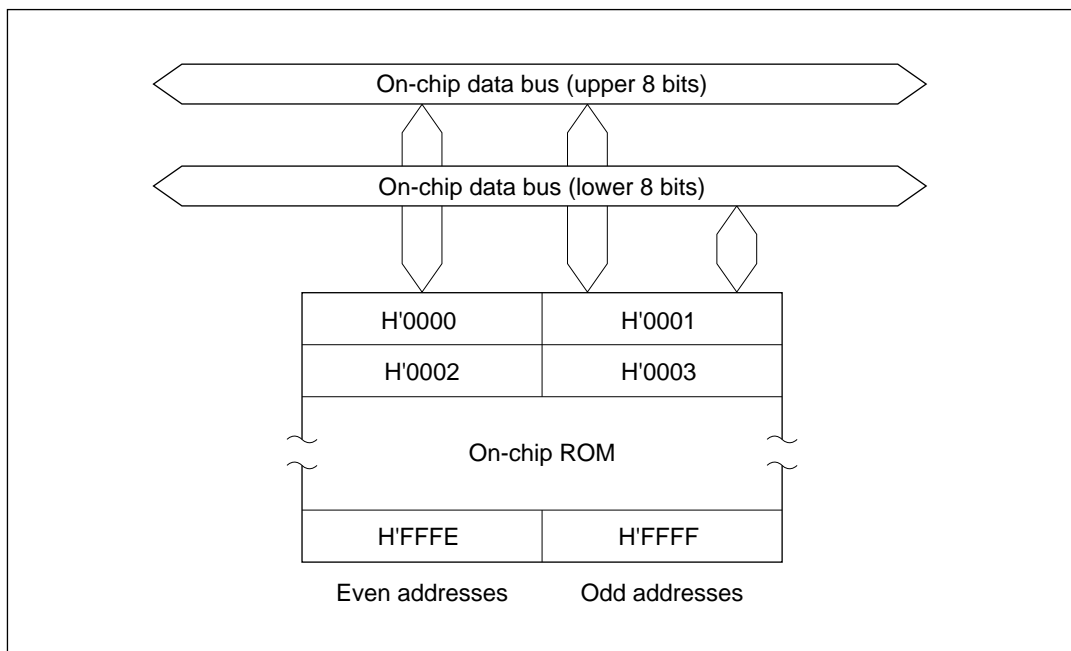 On-chip data bus (upper 8 bits)
On-chip data bus (lower 8 bits)
H'0000 H'0001
H'0002 H'0003
On-chip ROM
H'FFFE H'FFFF
Even addresses Odd addresses